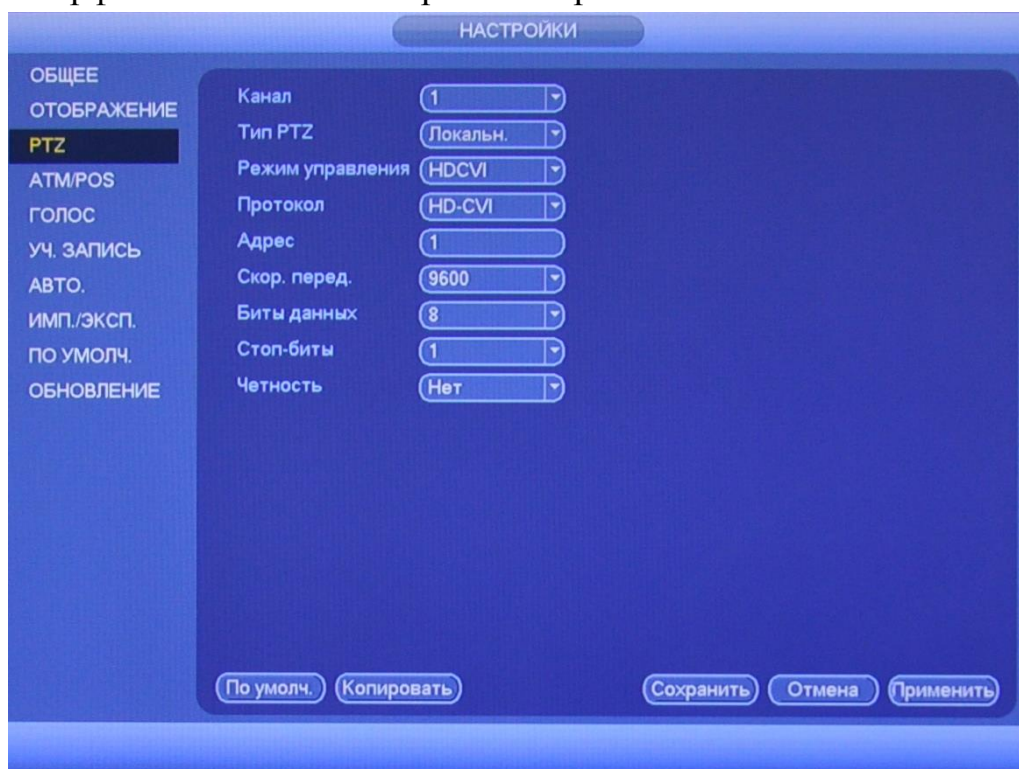 НАСТРОЙКИ
ОБЩЕЕ
ОТОБРАЖЕНИЕ
PTZ
ATM/POS
ГОЛОС
УЧ. ЗАПИСЬ
АВТО.
ИМП./ЭКСП.
ПО УМОЛЧ.
ОБНОВЛЕНИЕ
Канал 1
Тип PTZ Локальн.
Режим управления HDCVI
Протокол HD-CVI
Адрес 1
Скор. перед. 9600
Биты данных 8
Стоп-биты 1
Четность Нет
По умолч. Копировать Сохранить Отмена Применить